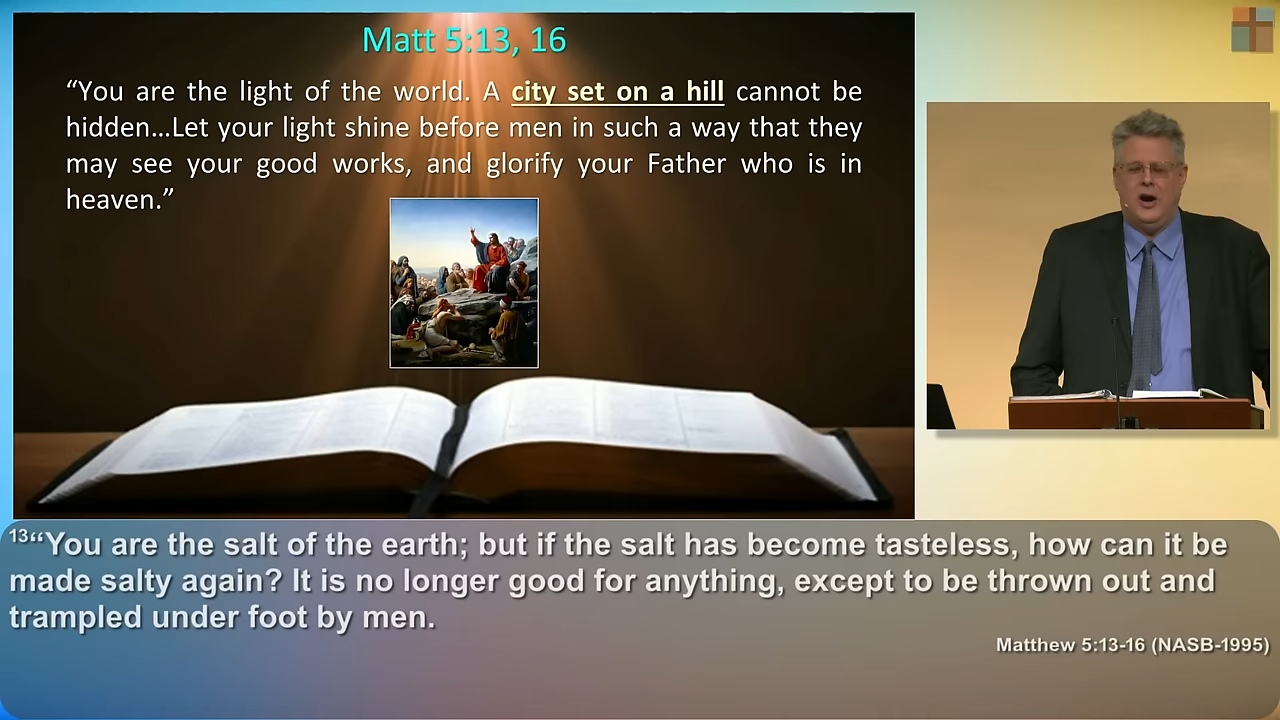 Matt 5:13, 16
“You are the light of the world. A city set on a hill cannot be
hidden…Let your light shine before men in such a way that they
may see your good works, and glorify your Father who is in
heaven.”
13“You are the salt of the earth; but if the salt has become tasteless, how can it be
made salty again? It is no longer good for anything, except to be thrown out and
trampled under foot by men.
Matthew 5:13-16 (NASB-1995)